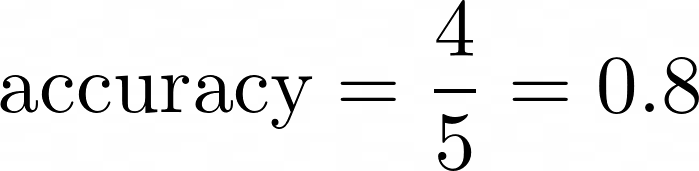 accuracy = 4/5 = 0.8